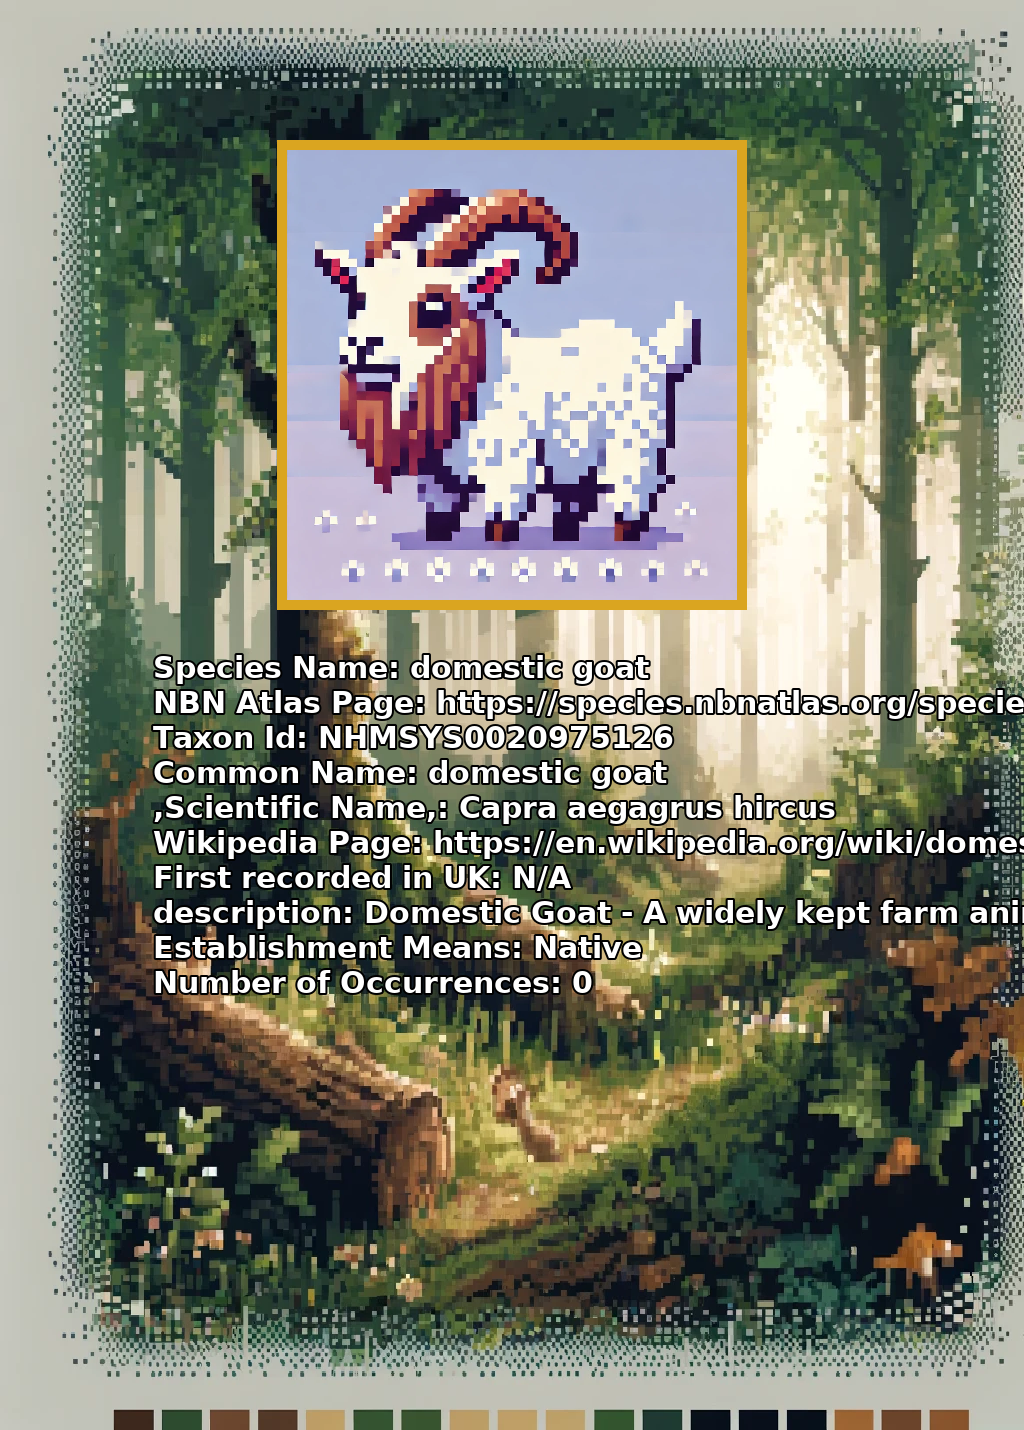 Species Name: domestic goat
NBN Atlas Page: https://species.nbnatlas.org/specie
Taxon Id: NHMSYS0020975126
Common Name: domestic goat
,Scientific Name,: Capra aegagrus hircus
Wikipedia Page: https://en.wikipedia.org/wiki/domes
First recorded in UK: N/A
description: Domestic Goat - A widely kept farm ani
Establishment Means: Native
Number of Occurrences: 0